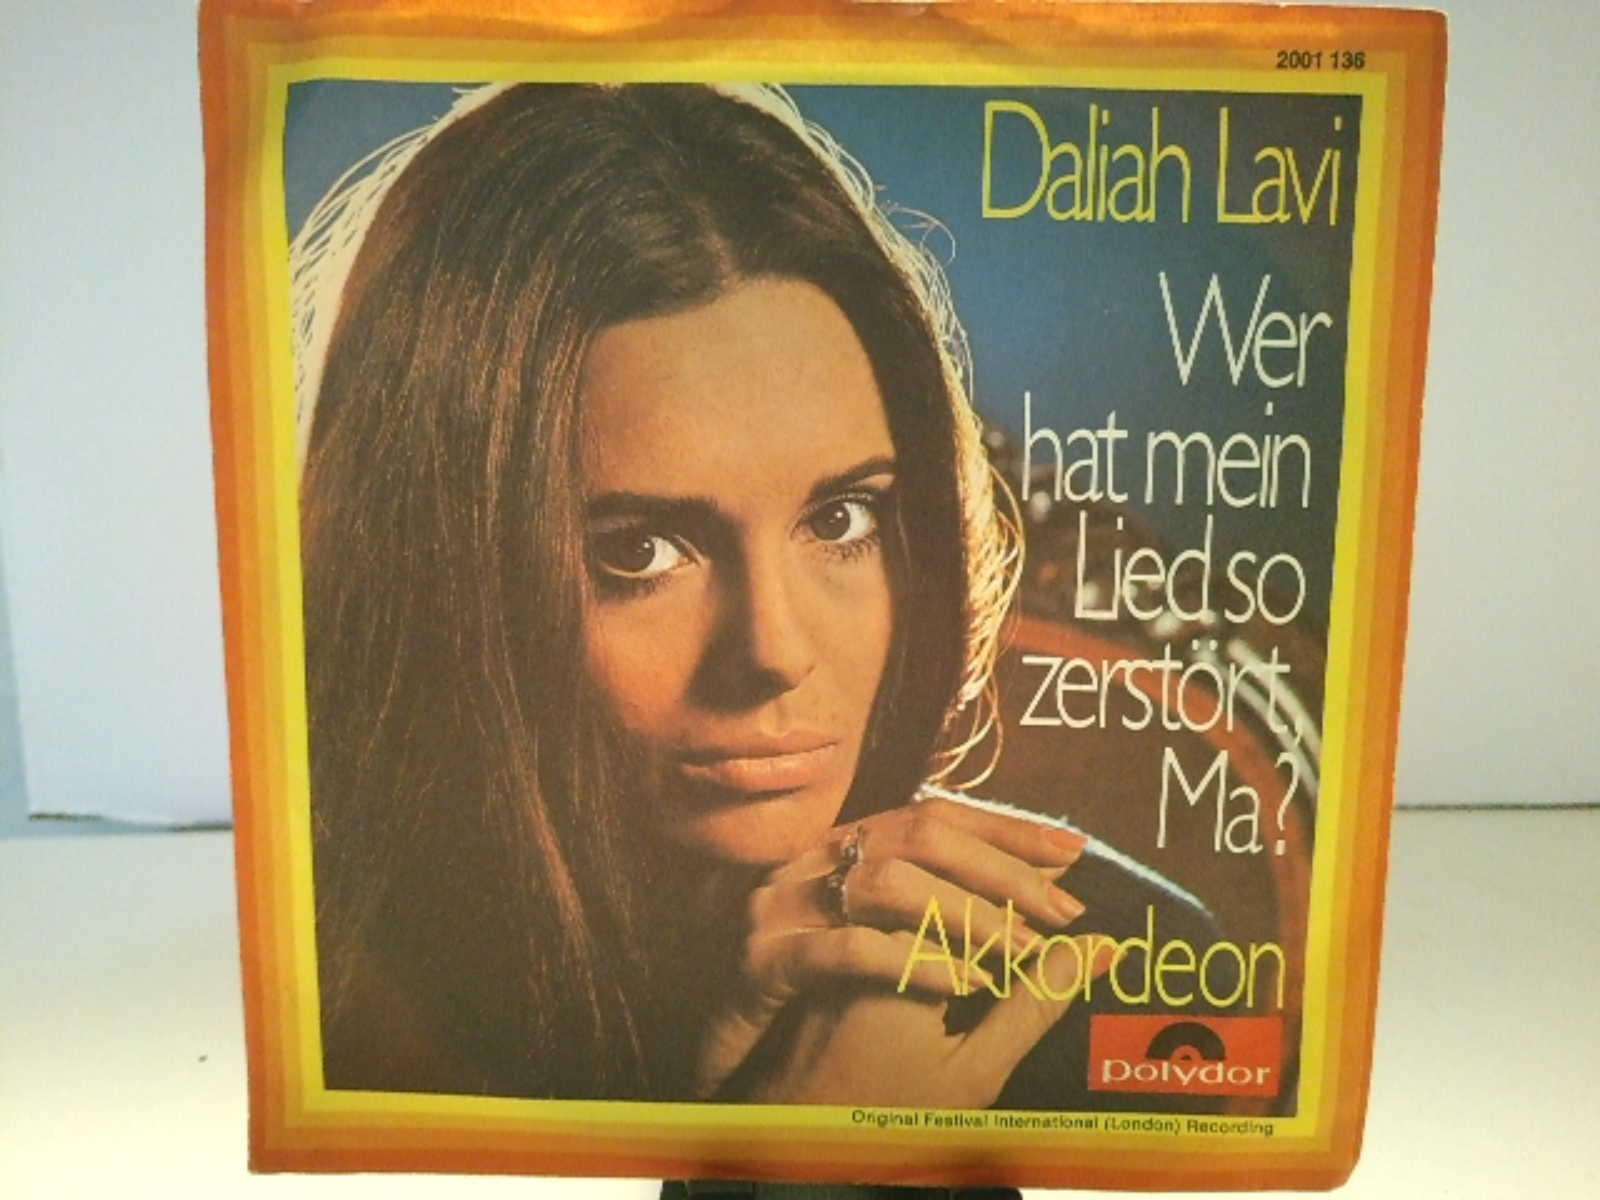 2001 136
Daliah Lavi
Wer
hat mein
Lied so
zerstört,
Ma?
Akkordeon
polydor
Original Festival International (London) Recording